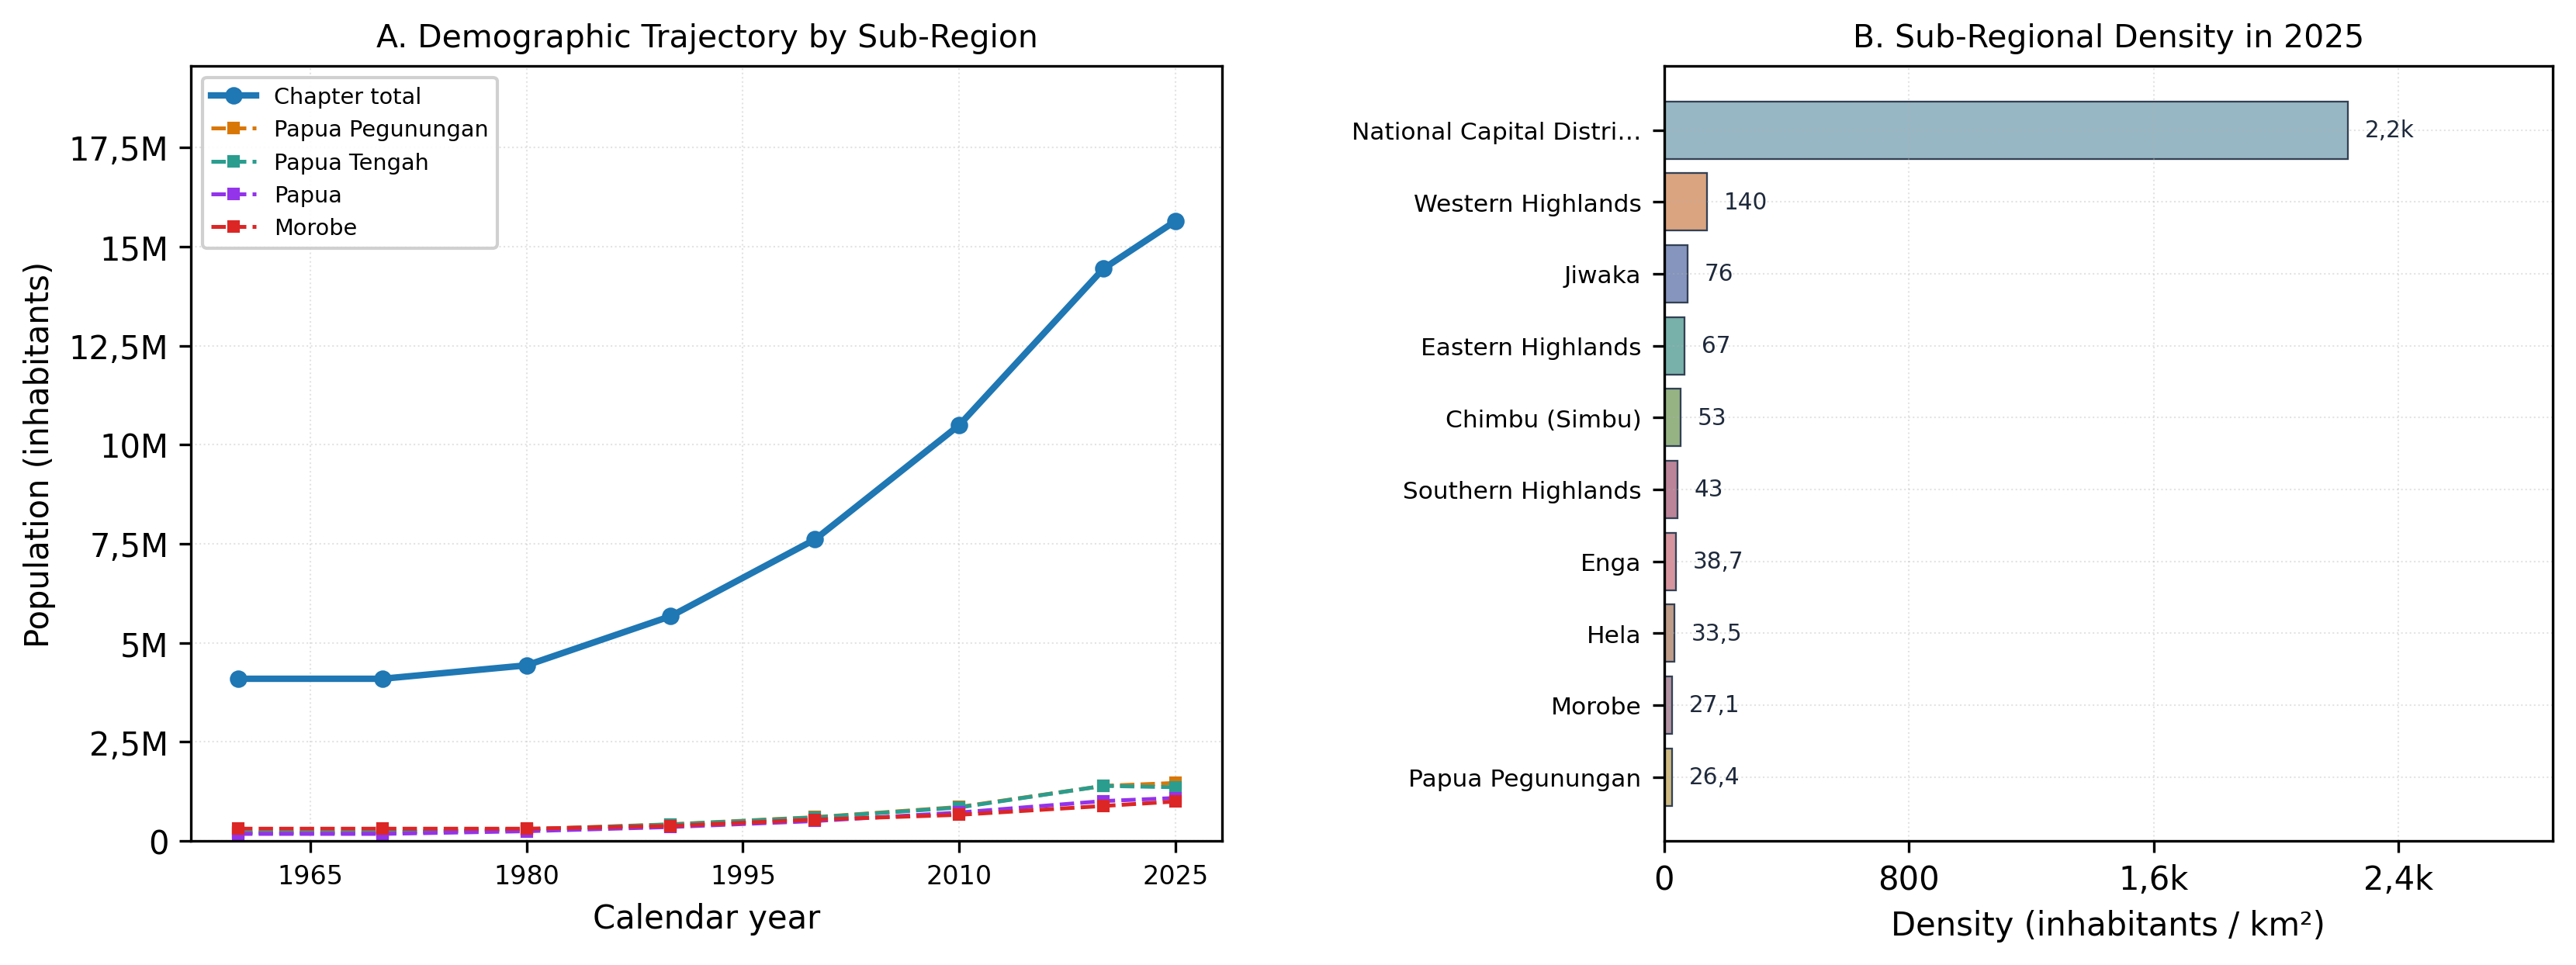 A. Demographic Trajectory by Sub-Region
Chapter total
Papua Pegunungan
Papua Tengah
Papua
Morobe
Population (inhabitants)
17,5M
15M
12,5M
10M
7,5M
5M
2,5M
0
1965
1980
1995
2010
2025
Calendar year
B. Sub-Regional Density in 2025
National Capital Distri...
2,2k
Western Highlands
140
Jiwaka
76
Eastern Highlands
67
Chimbu (Simbu)
53
Southern Highlands
43
Enga
38,7
Hela
33,5
Morobe
27,1
Papua Pegunungan
26,4
0
800
1,6k
2,4k
Density (inhabitants / km²)